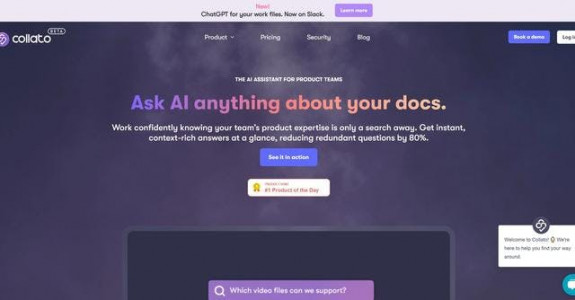 New!
ChatGPT for your work files. Now on Slack.
Learn more
collato BETA
Product
Pricing
Security
Blog
Book a demo
Log i
THE AI ASSISTANT FOR PRODUCT TEAMS
Ask AI anything about your docs.
Work confidently knowing your team's product expertise is only a search away. Get instant,
context-rich answers at a glance, reducing redundant questions by 80%.
See it in action
#1 Product of the Day
Welcome to Collato! We're
here to help you find your way
around.
Which video files can we support?